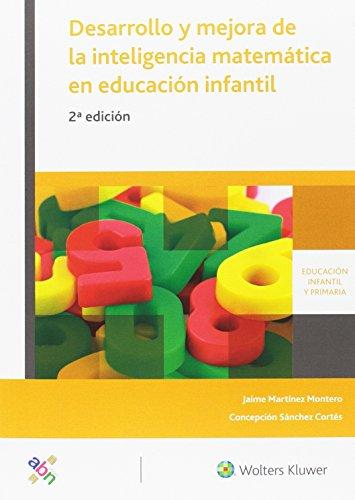 Desarrollo y mejora de
la inteligencia matemática
en educación infantil
2ª edición
EDUCACIÓN
INFANTIL
Y PRIMARIA
Jaime Martínez Montero
Concepción Sánchez Cortés
abn
Wolters Kluwer